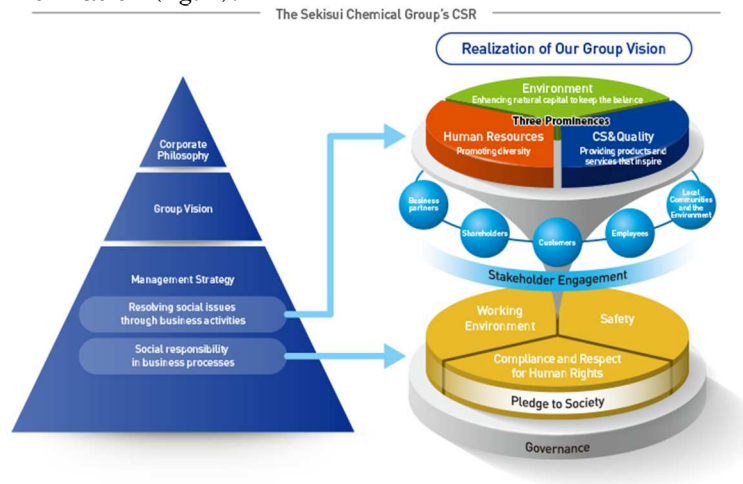 The Sekisui Chemical Group's CSR
Corporate
Philosophy
Group Vision
Management Strategy
Resolving social issues
through business activities
Social responsibility
in business processes
Realization of Our Group Vision
Environment
Enhancing natural capital to keep the balance
Three Prominences
Human Resources
Promoting diversity
CS&Quality
Providing products and
services that inspire
Business
partners
Shareholders
Customers
Employees
Local
Communities
and the
Environment
Stakeholder Engagement
Working
Environment
Safety
Compliance and Respect
for Human Rights
Pledge to Society
Governance